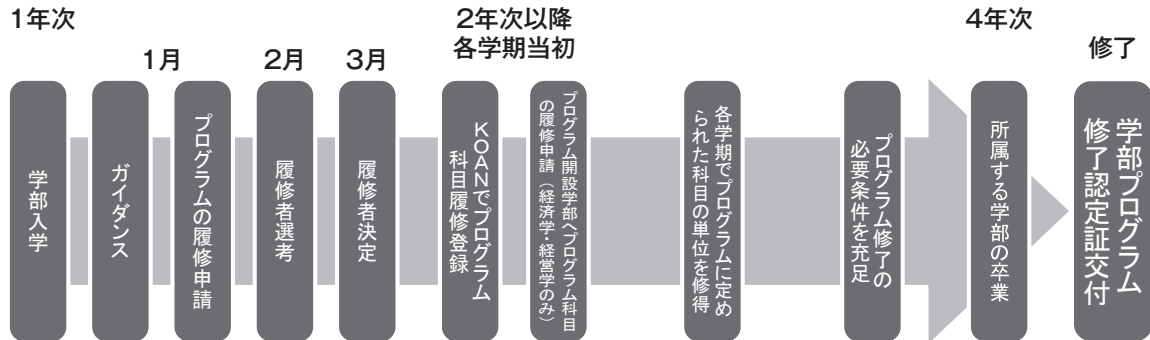 1年次
2年次以降
各学期当初
4年次
1月
2月
3月
修了
学部入学
ガイダンス
プログラムの履修申請
履修者選考
履修者決定
KOANでプログラム
科目履修登録
プログラム開設学部へプログラム科目
の履修申請（経済学・経営学のみ）
各学期でプログラムに定め
られた科目の単位を修得
プログラム修了の
必要条件を充足
所属する学部の卒業
学部プログラム
修了認定証交付